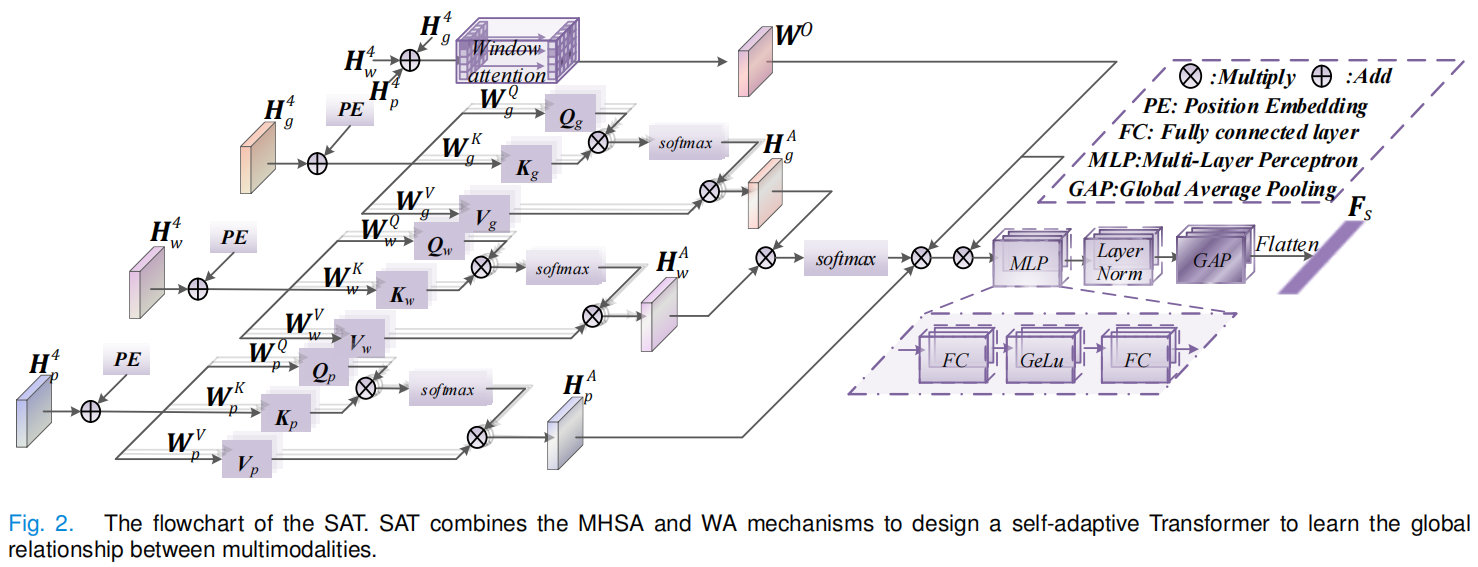 H_g^4
H_w^4
H_p^4
Window
attention
W^O
⊗ :Multiply ⊕ :Add
PE: Position Embedding
FC: Fully connected layer
MLP:Multi-Layer Perceptron
GAP:Global Average Pooling
H_g^4
PE
W_g^Q
Q_g
W_g^K
K_g
softmax
H_g^A
W_g^V
V_g
H_w^4
PE
W_w^Q
Q_w
W_w^K
K_w
softmax
H_w^A
W_w^V
V_w
softmax
MLP
Layer
Norm
GAP
Flatten
F_s
FC
GeLu
FC
H_p^4
PE
W_p^Q
Q_p
W_p^K
K_p
softmax
H_p^A
W_p^V
V_p
Fig. 2. The flowchart of the SAT. SAT combines the MHSA and WA mechanisms to design a self-adaptive Transformer to learn the global
relationship between multimodalities.